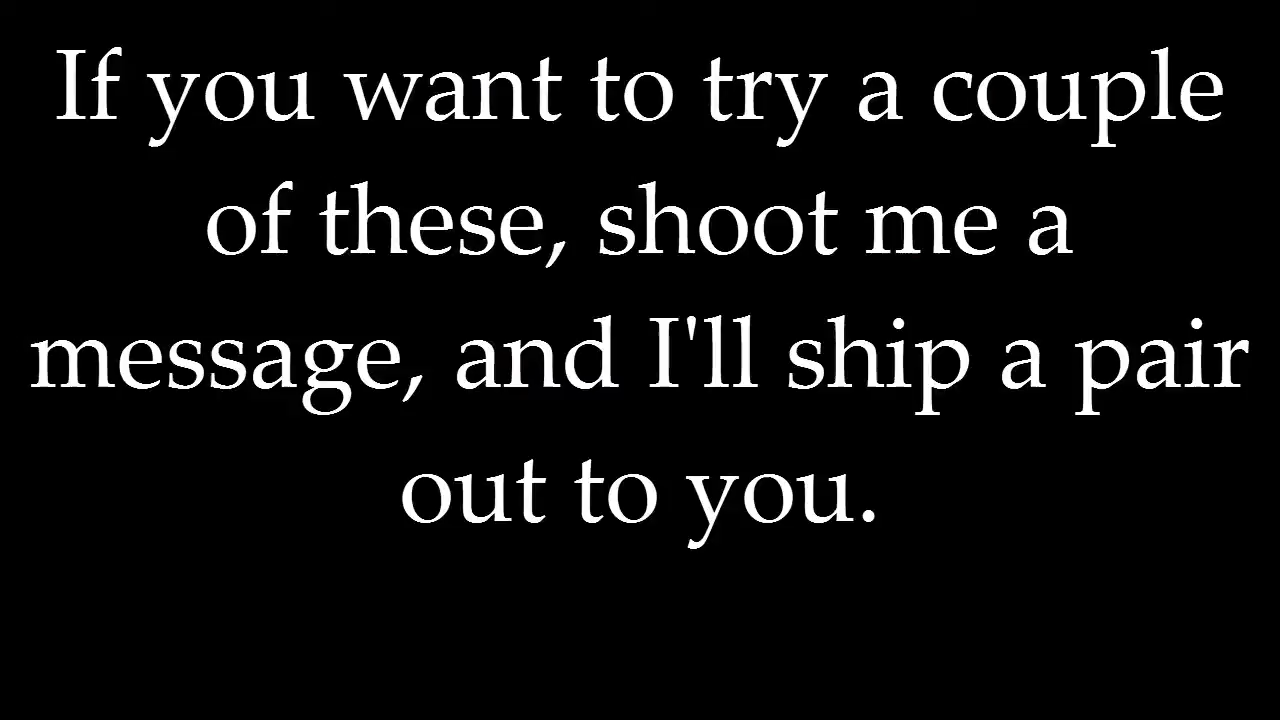 If you want to try a couple
of these, shoot me a
message, and I'll ship a pair
out to you.